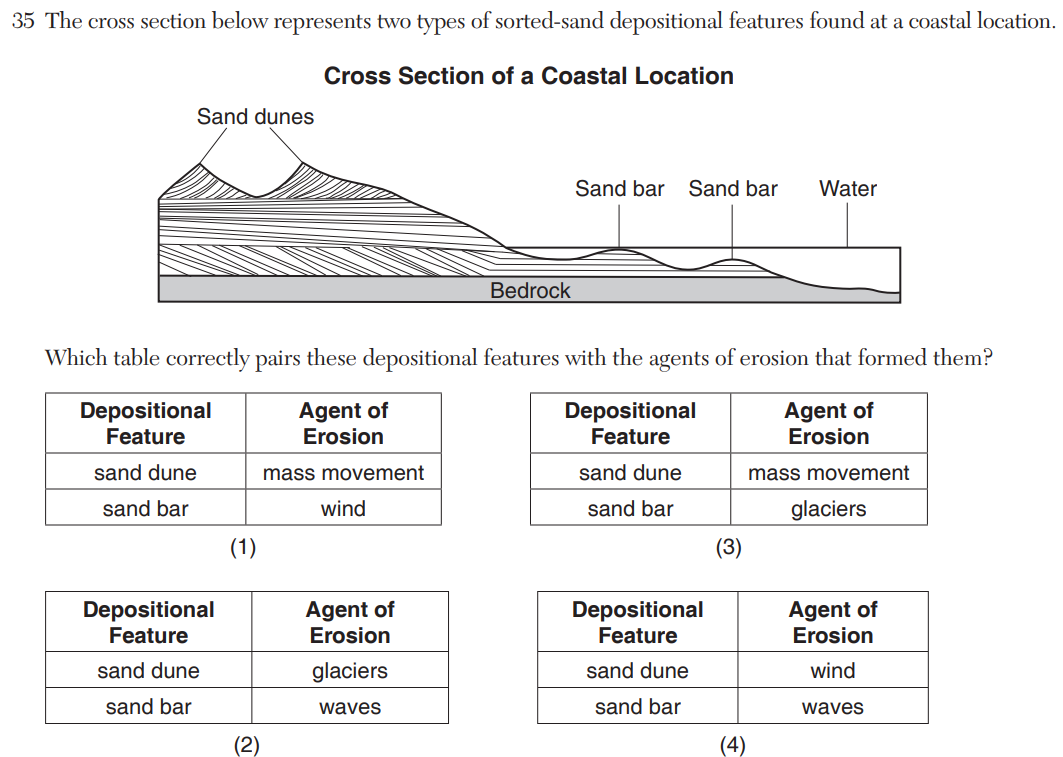 35 The cross section below represents two types of sorted-sand depositional features found at a coastal location.
Cross Section of a Coastal Location
Sand dunes
Sand bar Sand bar Water
Bedrock
Which table correctly pairs these depositional features with the agents of erosion that formed them?
Depositional Feature Agent of Erosion
sand dune mass movement
sand bar wind
(1)
Depositional Feature Agent of Erosion
sand dune mass movement
sand bar glaciers
(3)
Depositional Feature Agent of Erosion
sand dune glaciers
sand bar waves
(2)
Depositional Feature Agent of Erosion
sand dune wind
sand bar waves
(4)